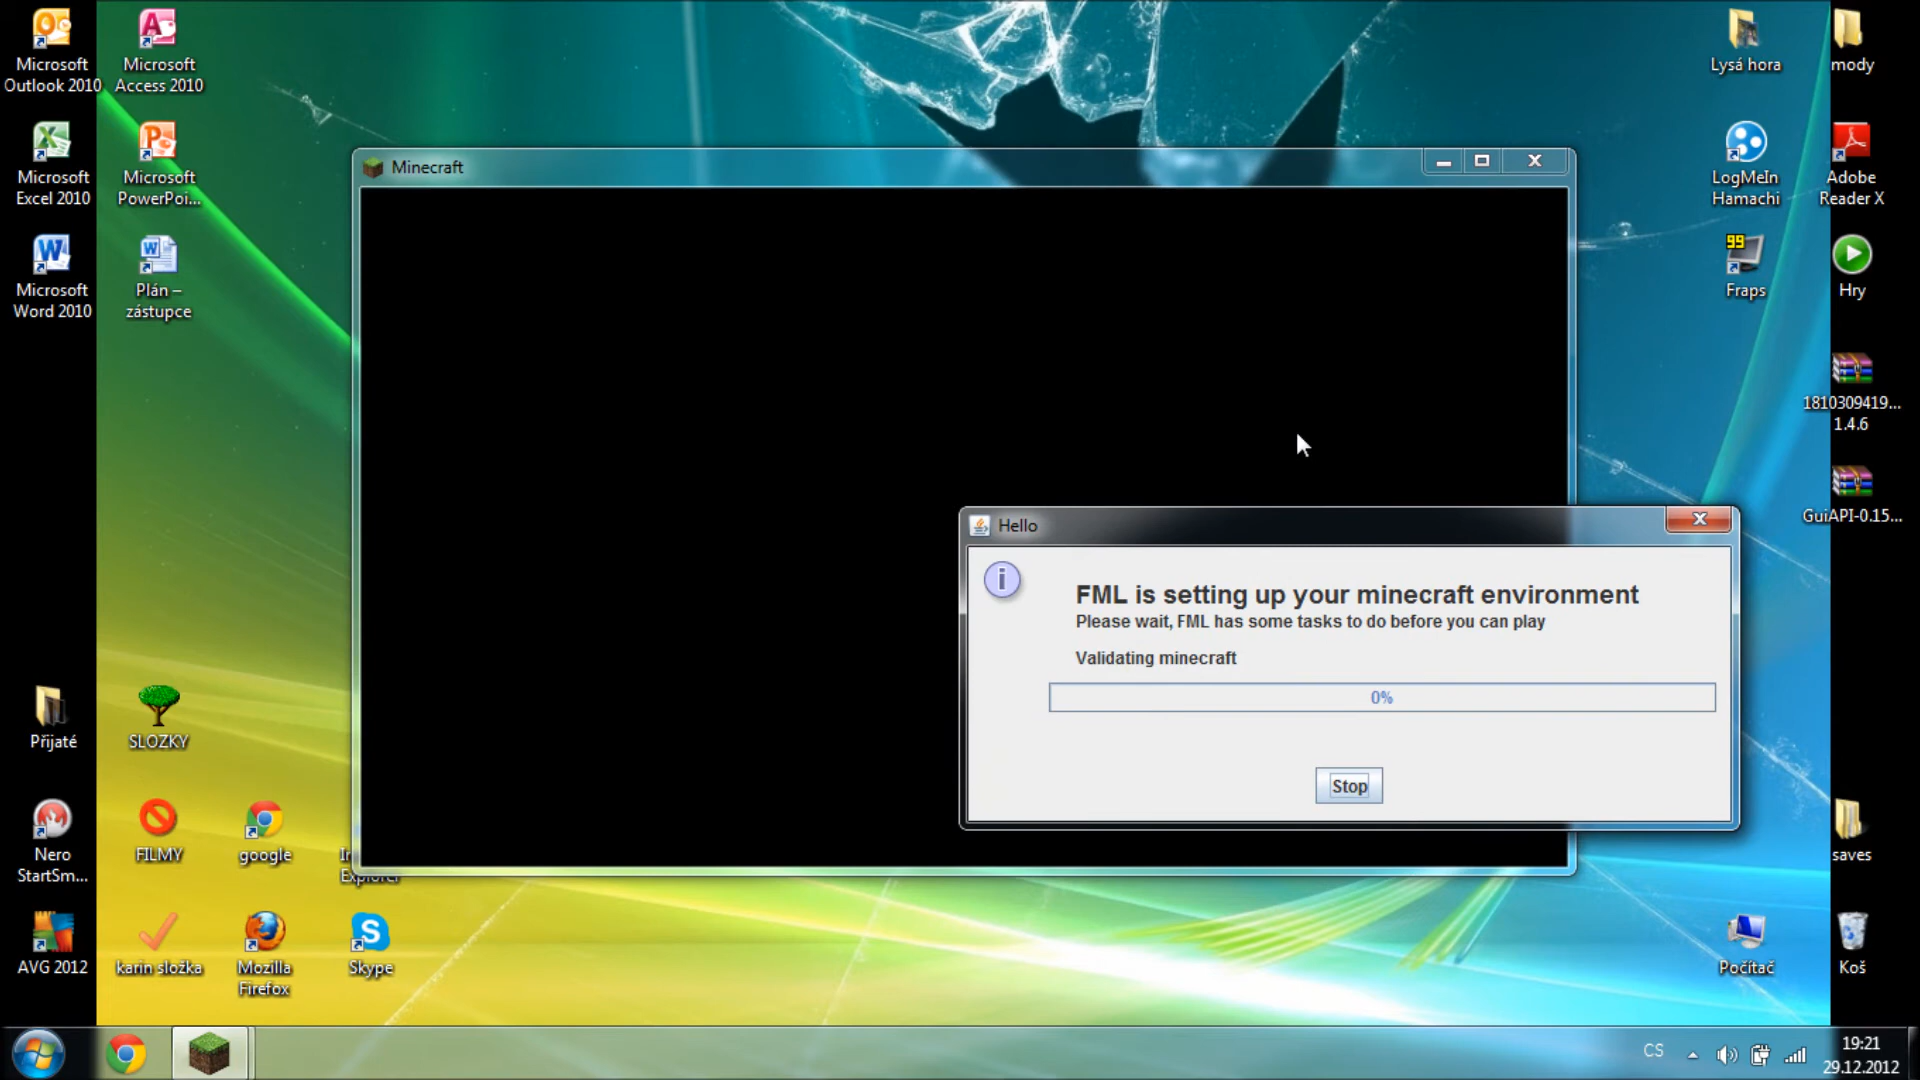 Microsoft
Outlook 2010
Microsoft
Access 2010
Microsoft
Excel 2010
Microsoft
PowerPoi...
Microsoft
Word 2010
Plán –
zástupce
Přijaté
SLOZKY
Nero
StartSm...
FILMY
google
Explorer
AVG 2012
karin složka
Mozilla
Firefox
Skype
Minecraft
Hello
FML is setting up your minecraft environment
Please wait, FML has some tasks to do before you can play
Validating minecraft
0%
Stop
Lysá hora
mody
LogMeIn
Hamachi
Adobe
Reader X
99
Fraps
Hry
1810309419...
1.4.6
GuiAPI-0.15...
saves
Počítač
Koš
CS
19:21
29.12.2012